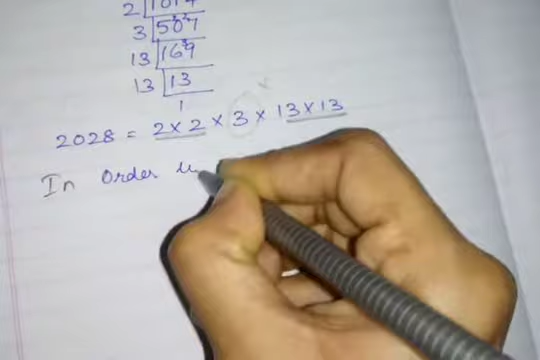 2 1014
3 507
13 169
13 13
1
2028 = 2×2 × 3 × 13×13
In Order